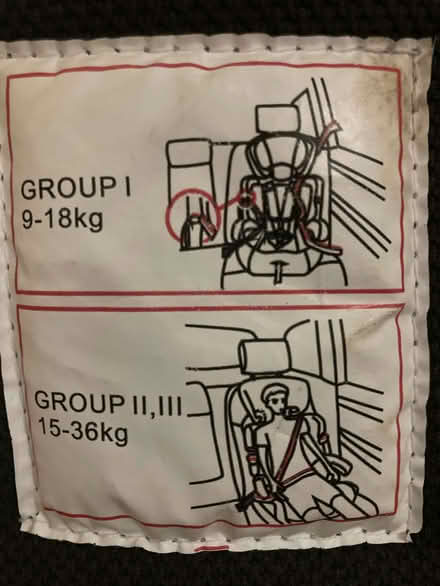 GROUP I
9-18kg
GROUP II,III
15-36kg